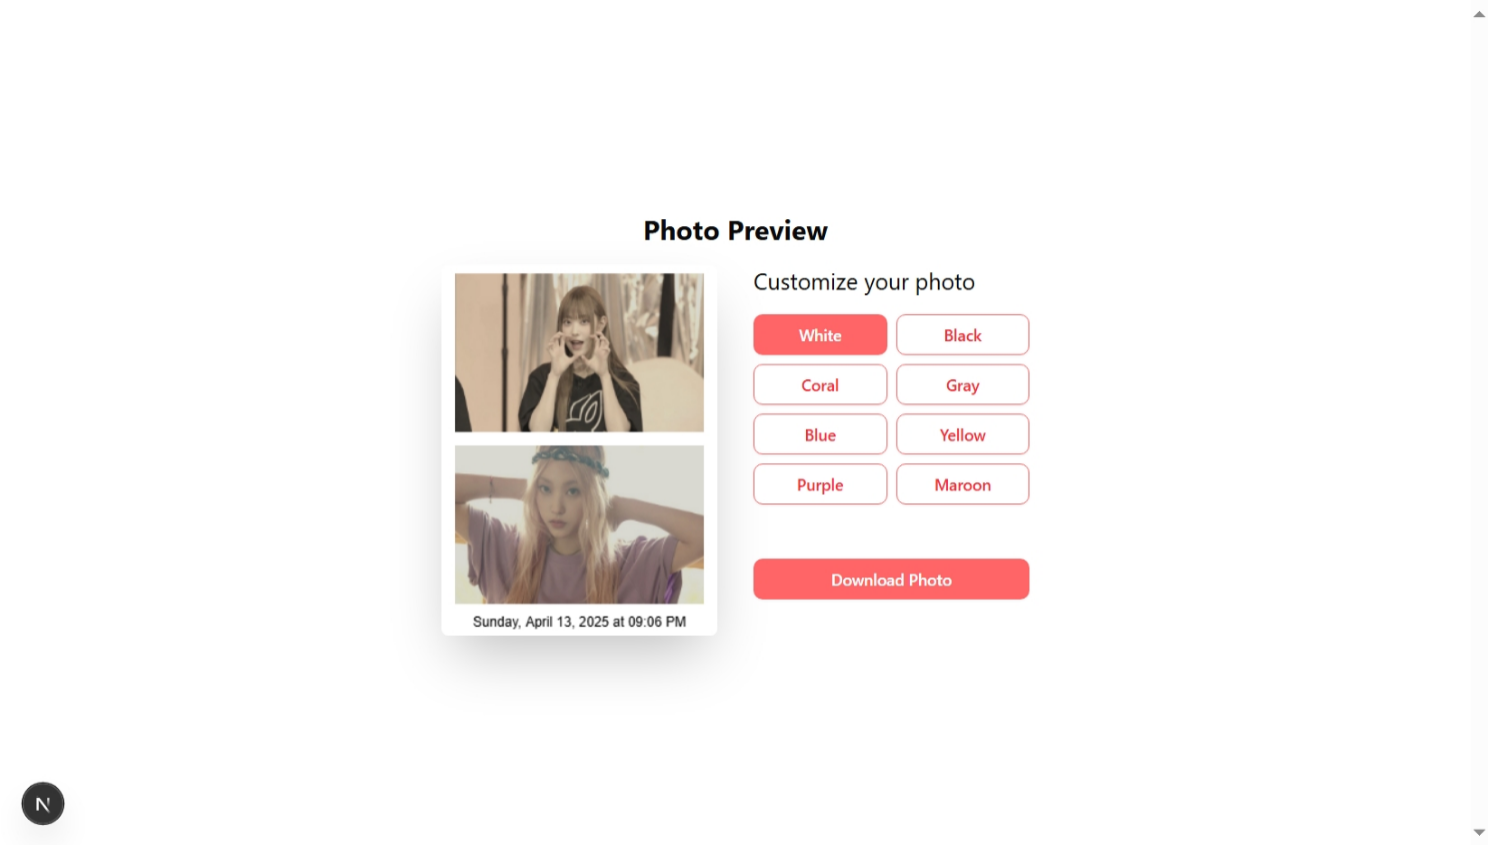 Photo Preview
Customize your photo
White
Black
Coral
Gray
Blue
Yellow
Purple
Maroon
Download Photo
Sunday, April 13, 2025 at 09:06 PM
N